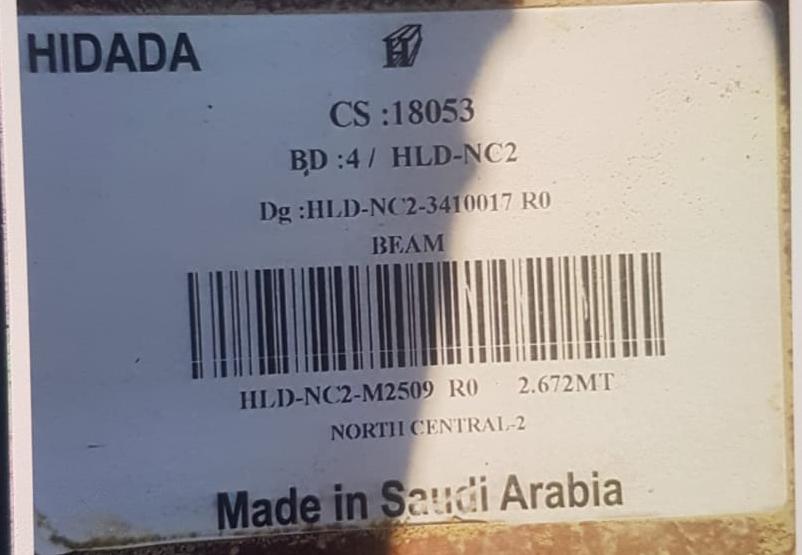 HIDADA
CS :18053
BD :4 / HLD-NC2
Dg :HLD-NC2-3410017 R0
BEAM
HLD-NC2-M2509 R0 2.672MT
NORTH CENTRAL-2
Made in Saudi Arabia